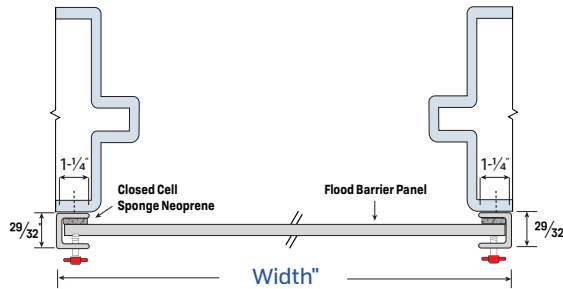 1-1/4" 1-1/4"
Closed Cell
Sponge Neoprene
Flood Barrier Panel
29/32" 29/32"
Width"